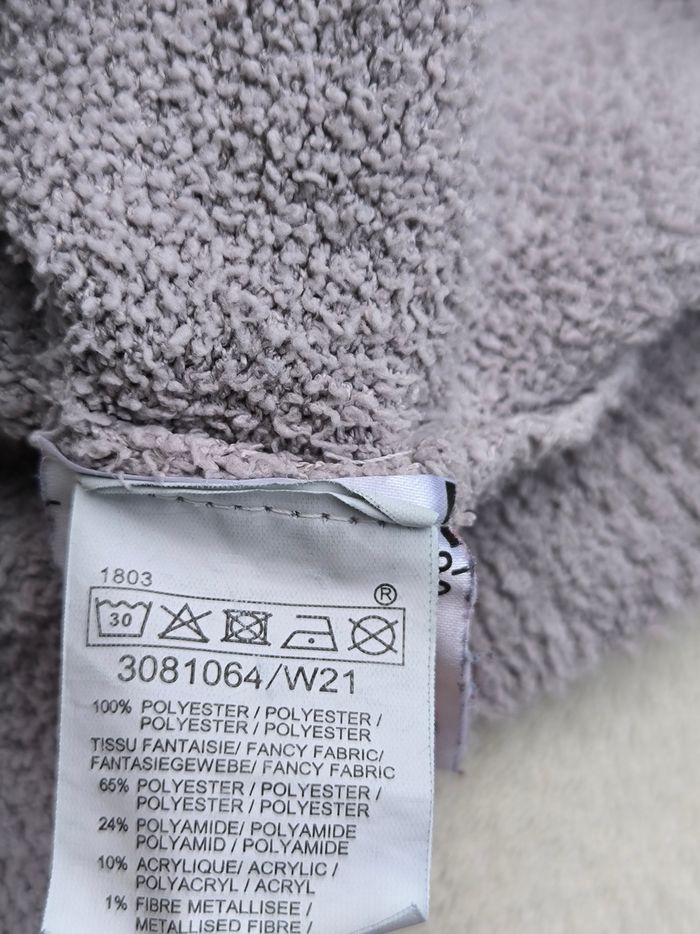 1803
®
30
3081064/W21
100% POLYESTER / POLYESTER /
POLYESTER / POLYESTER
TISSU FANTAISIE/ FANCY FABRIC/
FANTASIEGEWEBE/ FANCY FABRIC
65% POLYESTER / POLYESTER /
POLYESTER / POLYESTER
24% POLYAMIDE/ POLYAMIDE
POLYAMID / POLYAMIDE
10% ACRYLIQUE/ ACRYLIC /
POLYACRYL / ACRYL
1% FIBRE METALLISEE /
METALLISED FIBRE /